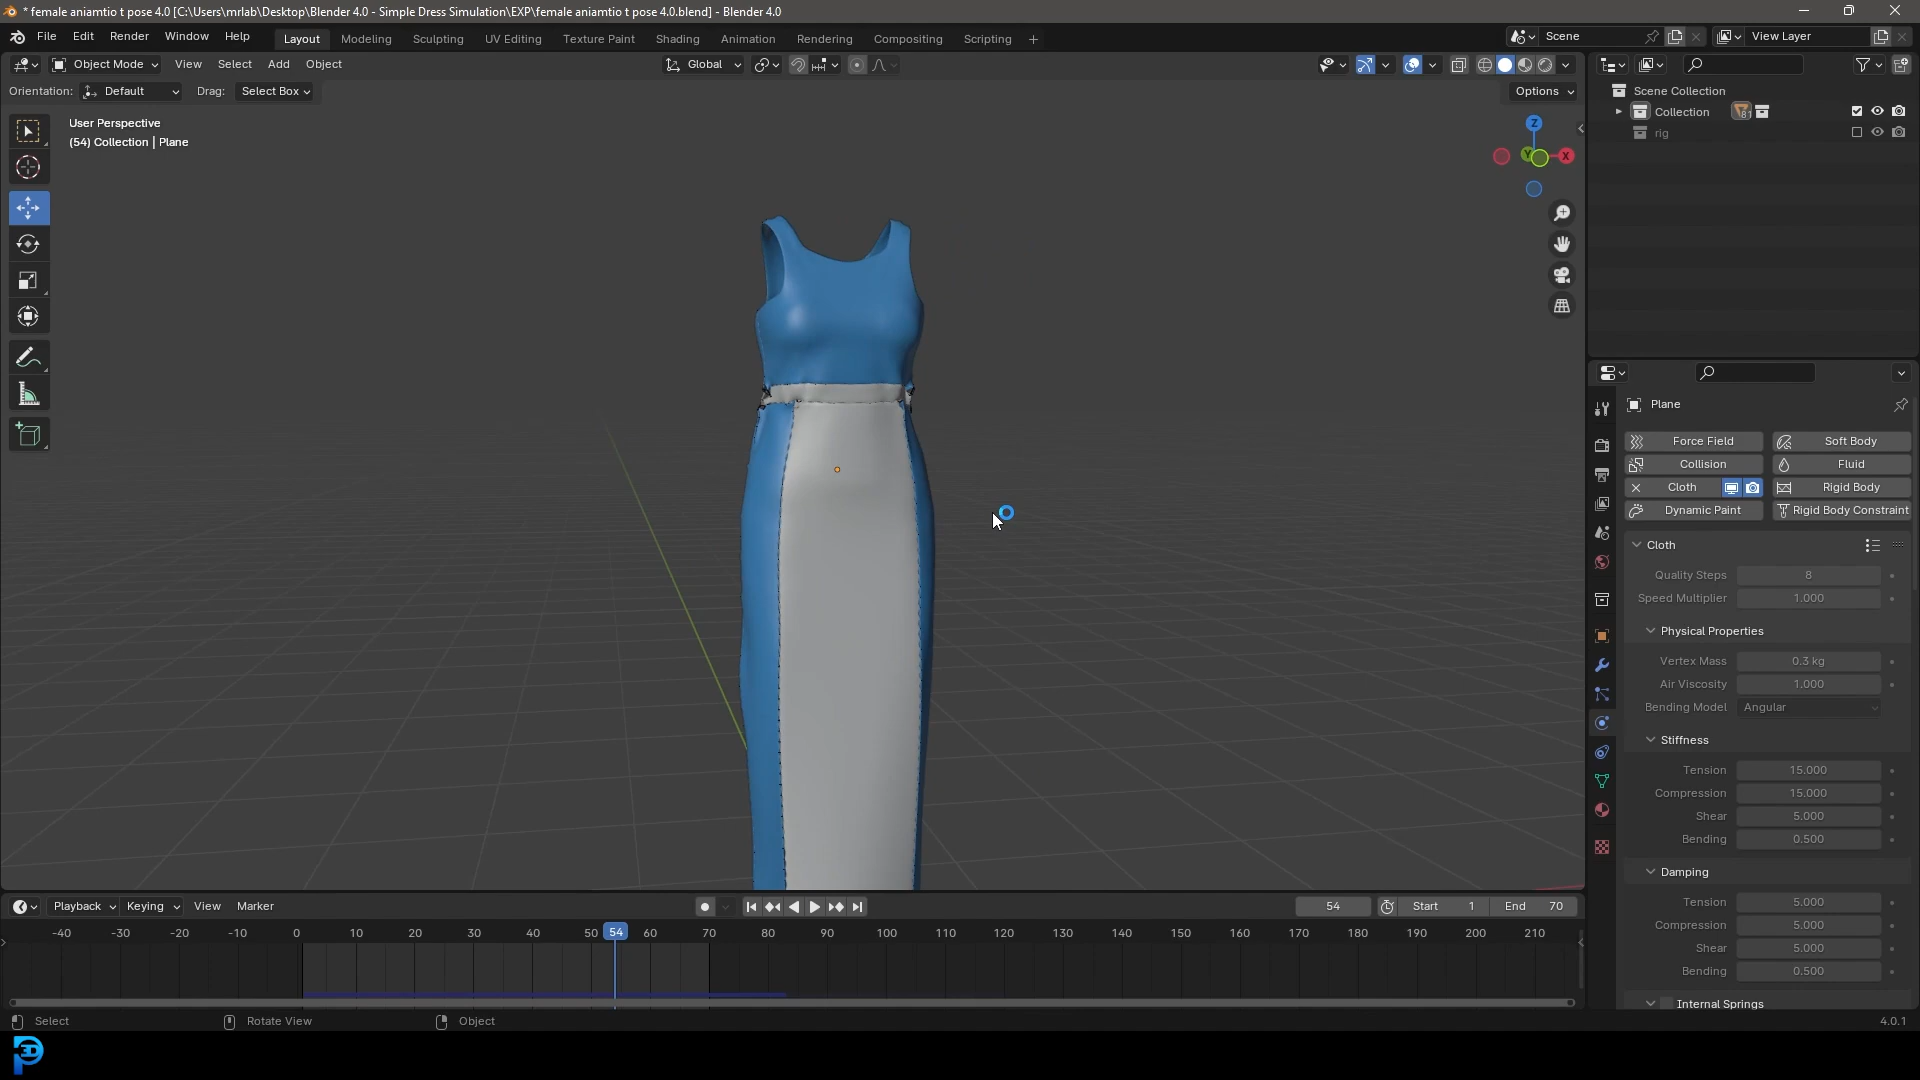 * female aniamtio t pose 4.0 [C:\Users\mrlab\Desktop\Blender 4.0 - Simple Dress Simulation\EXP\female aniamtio t pose 4.0.blend] - Blender 4.0
File Edit Render Window Help Layout Modeling Sculpting UV Editing Texture Paint Shading Animation Rendering Compositing Scripting + Scene View Layer
Object Mode View Select Add Object Global
Orientation: Default Drag: Select Box Options
User Perspective
(54) Collection | Plane
Z
Y
X
Scene Collection
Collection 81
rig
Plane
Force Field Soft Body
Collision Fluid
Cloth Rigid Body
Dynamic Paint Rigid Body Constraint
Cloth
Quality Steps 8
Speed Multiplier 1.000
Physical Properties
Vertex Mass 0.3 kg
Air Viscosity 1.000
Bending Model Angular
Stiffness
Tension 15.000
Compression 15.000
Shear 5.000
Bending 0.500
Damping
Tension 5.000
Compression 5.000
Shear 5.000
Bending 0.500
Internal Springs
Playback Keying View Marker 54 Start 1 End 70
-40 -30 -20 -10 0 10 20 30 40 50 54 60 70 80 90 100 110 120 130 140 150 160 170 180 190 200 210
Select Rotate View Object 4.0.1
3D